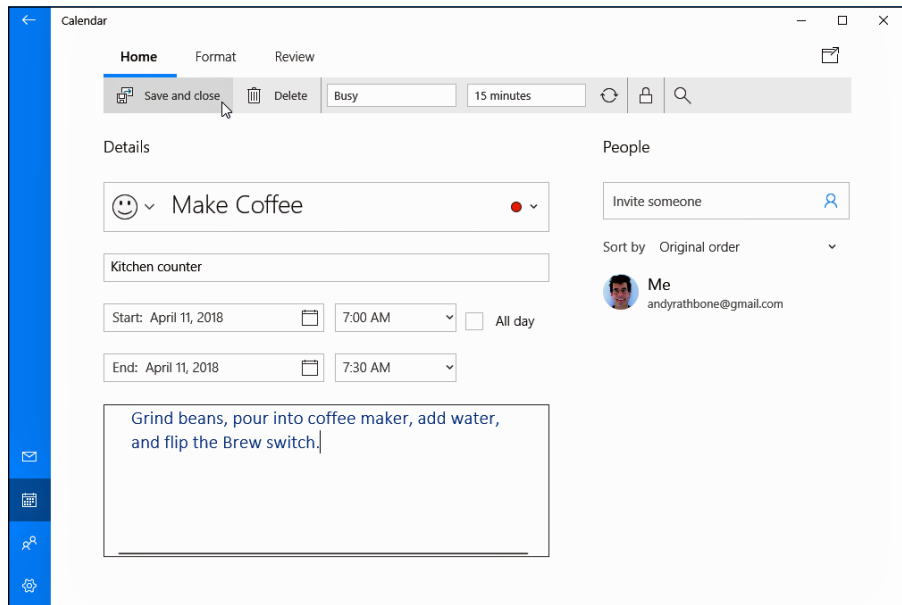 Calendar
Home Format Review
Save and close Delete Busy 15 minutes
Details
People
Make Coffee
Invite someone
Kitchen counter
Sort by Original order
Me
andyrathbone@gmail.com
Start: April 11, 2018 7:00 AM All day
End: April 11, 2018 7:30 AM
Grind beans, pour into coffee maker, add water,
and flip the Brew switch.